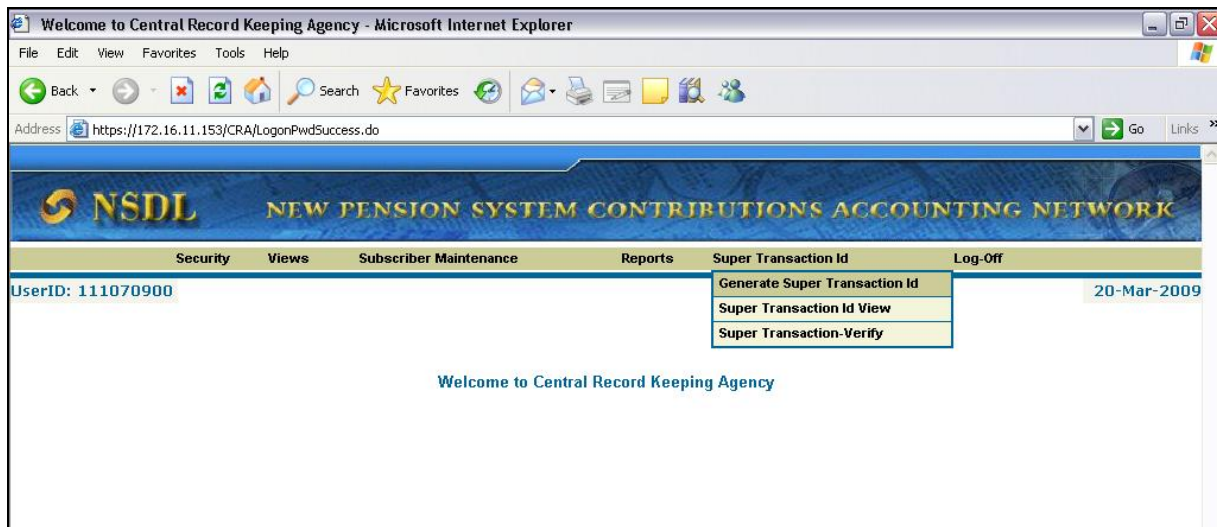 Welcome to Central Record Keeping Agency - Microsoft Internet Explorer
File Edit View Favorites Tools Help
Back Search Favorites
Address https://172.16.11.153/CRA/LogonPwdSuccess.do Go Links »
NSDL NEW PENSION SYSTEM CONTRIBUTIONS ACCOUNTING NETWORK
Security Views Subscriber Maintenance Reports Super Transaction Id Log-Off
UserID: 111070900 Generate Super Transaction Id 20-Mar-2009
Super Transaction Id View
Super Transaction-Verify
Welcome to Central Record Keeping Agency